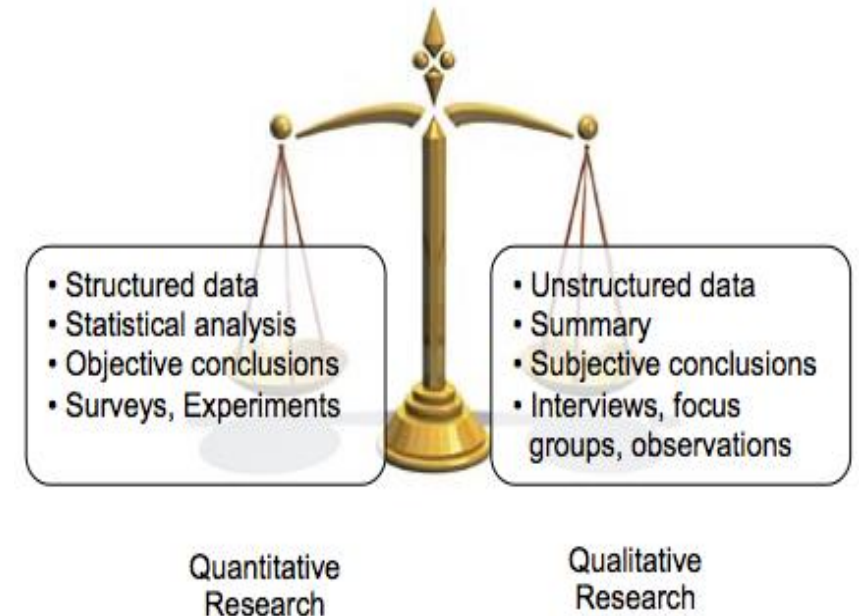 • Structured data
• Statistical analysis
• Objective conclusions
• Surveys, Experiments
• Unstructured data
• Summary
• Subjective conclusions
• Interviews, focus
groups, observations
Quantitative
Research
Qualitative
Research